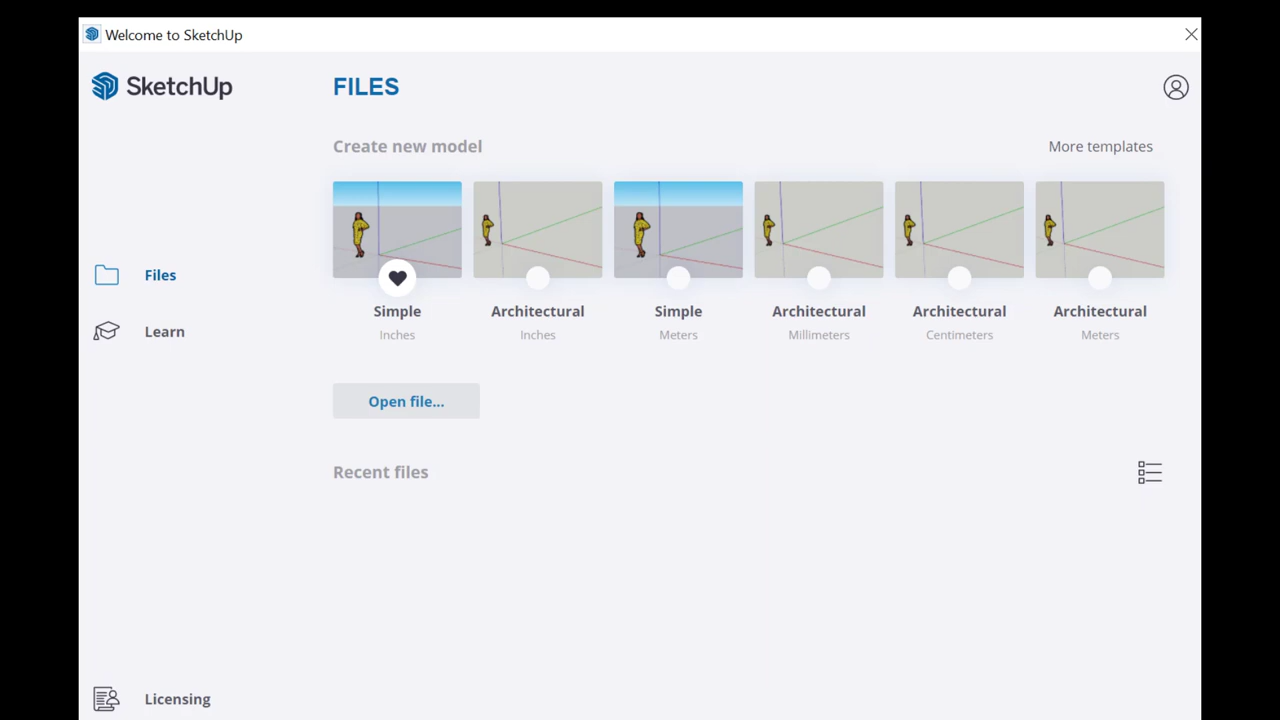 Welcome to SketchUp
SketchUp
FILES
Create new model
More templates
Simple
Inches
Architectural
Inches
Simple
Meters
Architectural
Millimeters
Architectural
Centimeters
Architectural
Meters
Files
Learn
Open file...
Recent files
Licensing